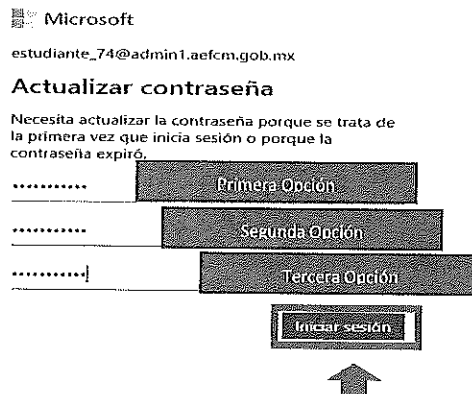 Microsoft
estudiante_74@admin1.aefcm.gob.mx
Actualizar contraseña
Necesita actualizar la contraseña porque se trata de
la primera vez que inicia sesión o porque la
contraseña expiró.
••••••••••• Primera Opción
••••••••••• Segunda Opción
••••••••••• Tercera Opción
Iniciar sesión